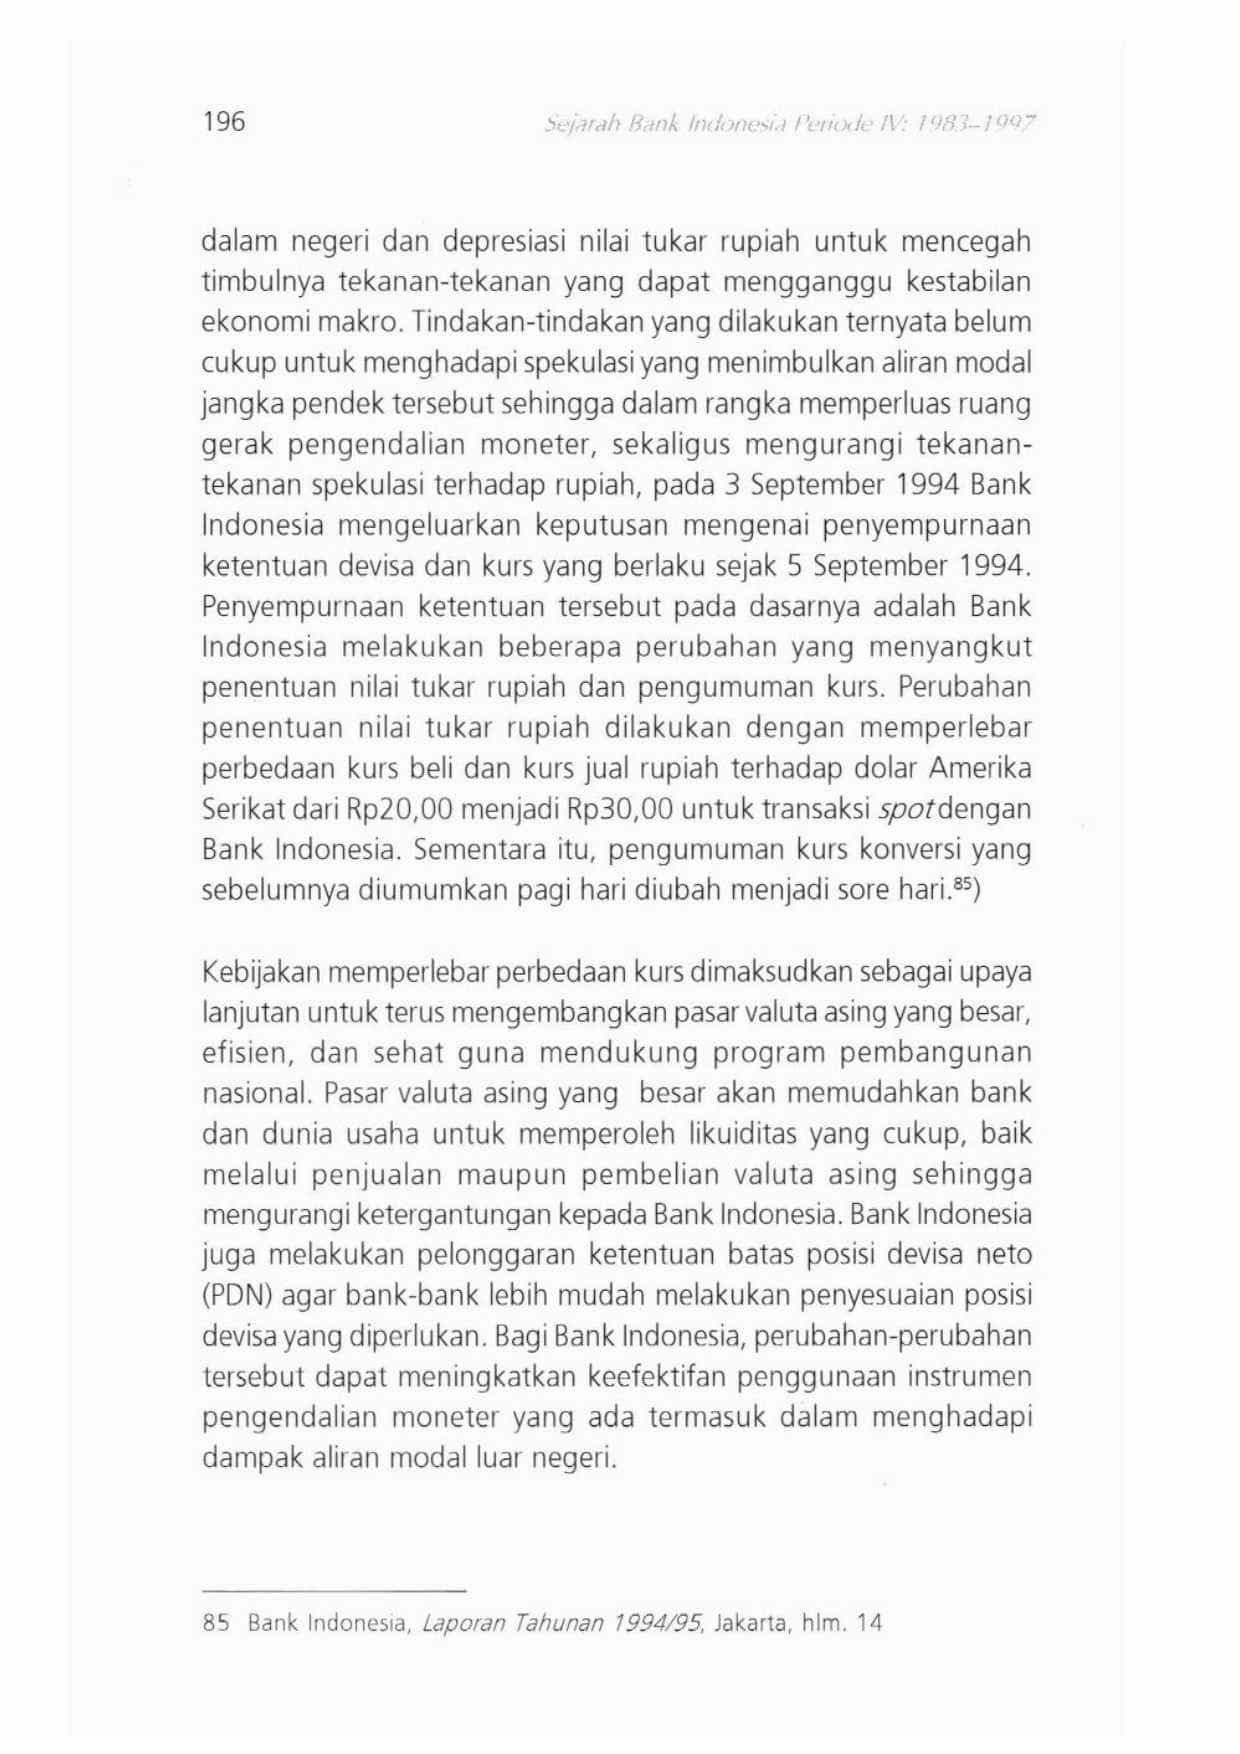 196
Sejarah Bank Indonesia Periode IV: 1983–1997
dalam negeri dan depresiasi nilai tukar rupiah untuk mencegah
timbulnya tekanan-tekanan yang dapat mengganggu kestabilan
ekonomi makro. Tindakan-tindakan yang dilakukan ternyata belum
cukup untuk menghadapi spekulasi yang menimbulkan aliran modal
jangka pendek tersebut sehingga dalam rangka memperluas ruang
gerak pengendalian moneter, sekaligus mengurangi tekanan-
tekanan spekulasi terhadap rupiah, pada 3 September 1994 Bank
Indonesia mengeluarkan keputusan mengenai penyempurnaan
ketentuan devisa dan kurs yang berlaku sejak 5 September 1994.
Penyempurnaan ketentuan tersebut pada dasarnya adalah Bank
Indonesia melakukan beberapa perubahan yang menyangkut
penentuan nilai tukar rupiah dan pengumuman kurs. Perubahan
penentuan nilai tukar rupiah dilakukan dengan memperlebar
perbedaan kurs beli dan kurs jual rupiah terhadap dolar Amerika
Serikat dari Rp20,00 menjadi Rp30,00 untuk transaksi spot dengan
Bank Indonesia. Sementara itu, pengumuman kurs konversi yang
sebelumnya diumumkan pagi hari diubah menjadi sore hari.⁸⁵)
Kebijakan memperlebar perbedaan kurs dimaksudkan sebagai upaya
lanjutan untuk terus mengembangkan pasar valuta asing yang besar,
efisien, dan sehat guna mendukung program pembangunan
nasional. Pasar valuta asing yang besar akan memudahkan bank
dan dunia usaha untuk memperoleh likuiditas yang cukup, baik
melalui penjualan maupun pembelian valuta asing sehingga
mengurangi ketergantungan kepada Bank Indonesia. Bank Indonesia
juga melakukan pelonggaran ketentuan batas posisi devisa neto
(PDN) agar bank-bank lebih mudah melakukan penyesuaian posisi
devisa yang diperlukan. Bagi Bank Indonesia, perubahan-perubahan
tersebut dapat meningkatkan keefektifan penggunaan instrumen
pengendalian moneter yang ada termasuk dalam menghadapi
dampak aliran modal luar negeri.
85 Bank Indonesia, Laporan Tahunan 1994/95, Jakarta, hlm. 14